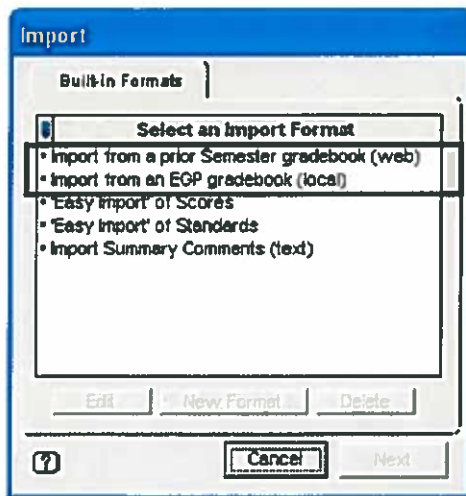 Import
Built-in Formats
Select an Import Format
• Import from a prior Semester gradebook (web)
• Import from an EGP gradebook (local)
• 'Easy Import' of Scores
• 'Easy Import' of Standards
• Import Summary Comments (text)
Edit New Format Delete
? Cancel Next